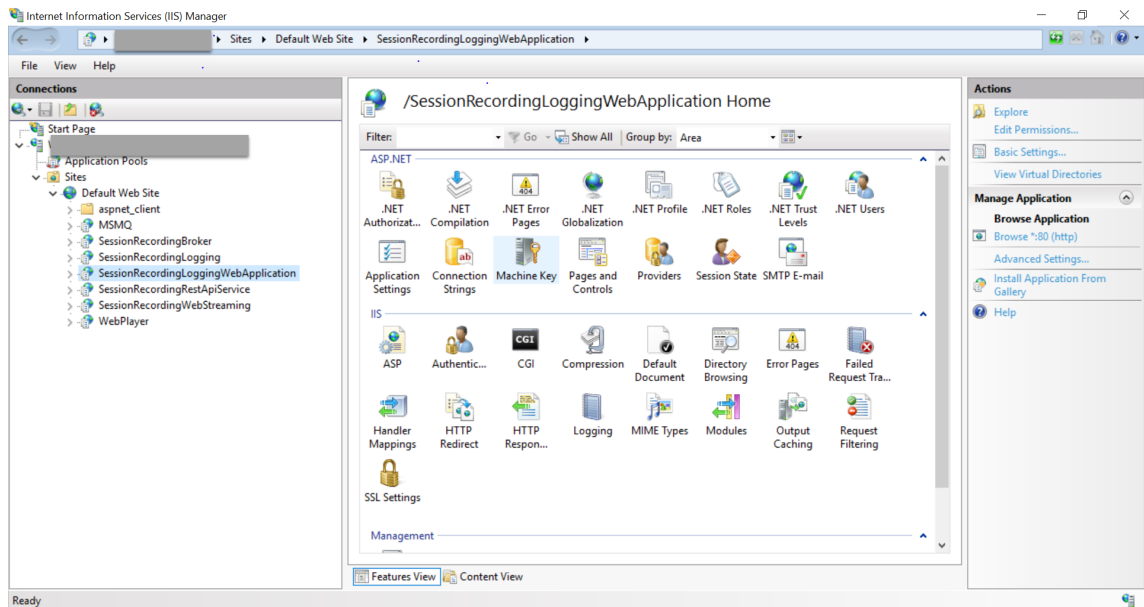 Internet Information Services (IIS) Manager
Sites Default Web Site SessionRecordingLoggingWebApplication
File View Help
Connections
Start Page
Application Pools
Sites
Default Web Site
aspnet_client
MSMQ
SessionRecordingBroker
SessionRecordingLogging
SessionRecordingLoggingWebApplication
SessionRecordingRestApiService
SessionRecordingWebStreaming
WebPlayer
/SessionRecordingLoggingWebApplication Home
Filter: Go Show All Group by: Area
ASP.NET
.NET .NET .NET Error .NET .NET Profile .NET Roles .NET Trust .NET Users
Authorizat... Compilation Pages Globalization Levels
Application Connection Machine Key Pages and Providers Session State SMTP E-mail
Settings Strings Controls
IIS
CGI 404
ASP Authentic... CGI Compression Default Directory Error Pages Failed
Document Browsing Request Tra...
Handler HTTP HTTP Logging MIME Types Modules Output Request
Mappings Redirect Respon... Caching Filtering
SSL Settings
Management
Features View Content View
Actions
Explore
Edit Permissions...
Basic Settings...
View Virtual Directories
Manage Application
Browse Application
Browse *:80 (http)
Advanced Settings...
Install Application From
Gallery
Help
Ready